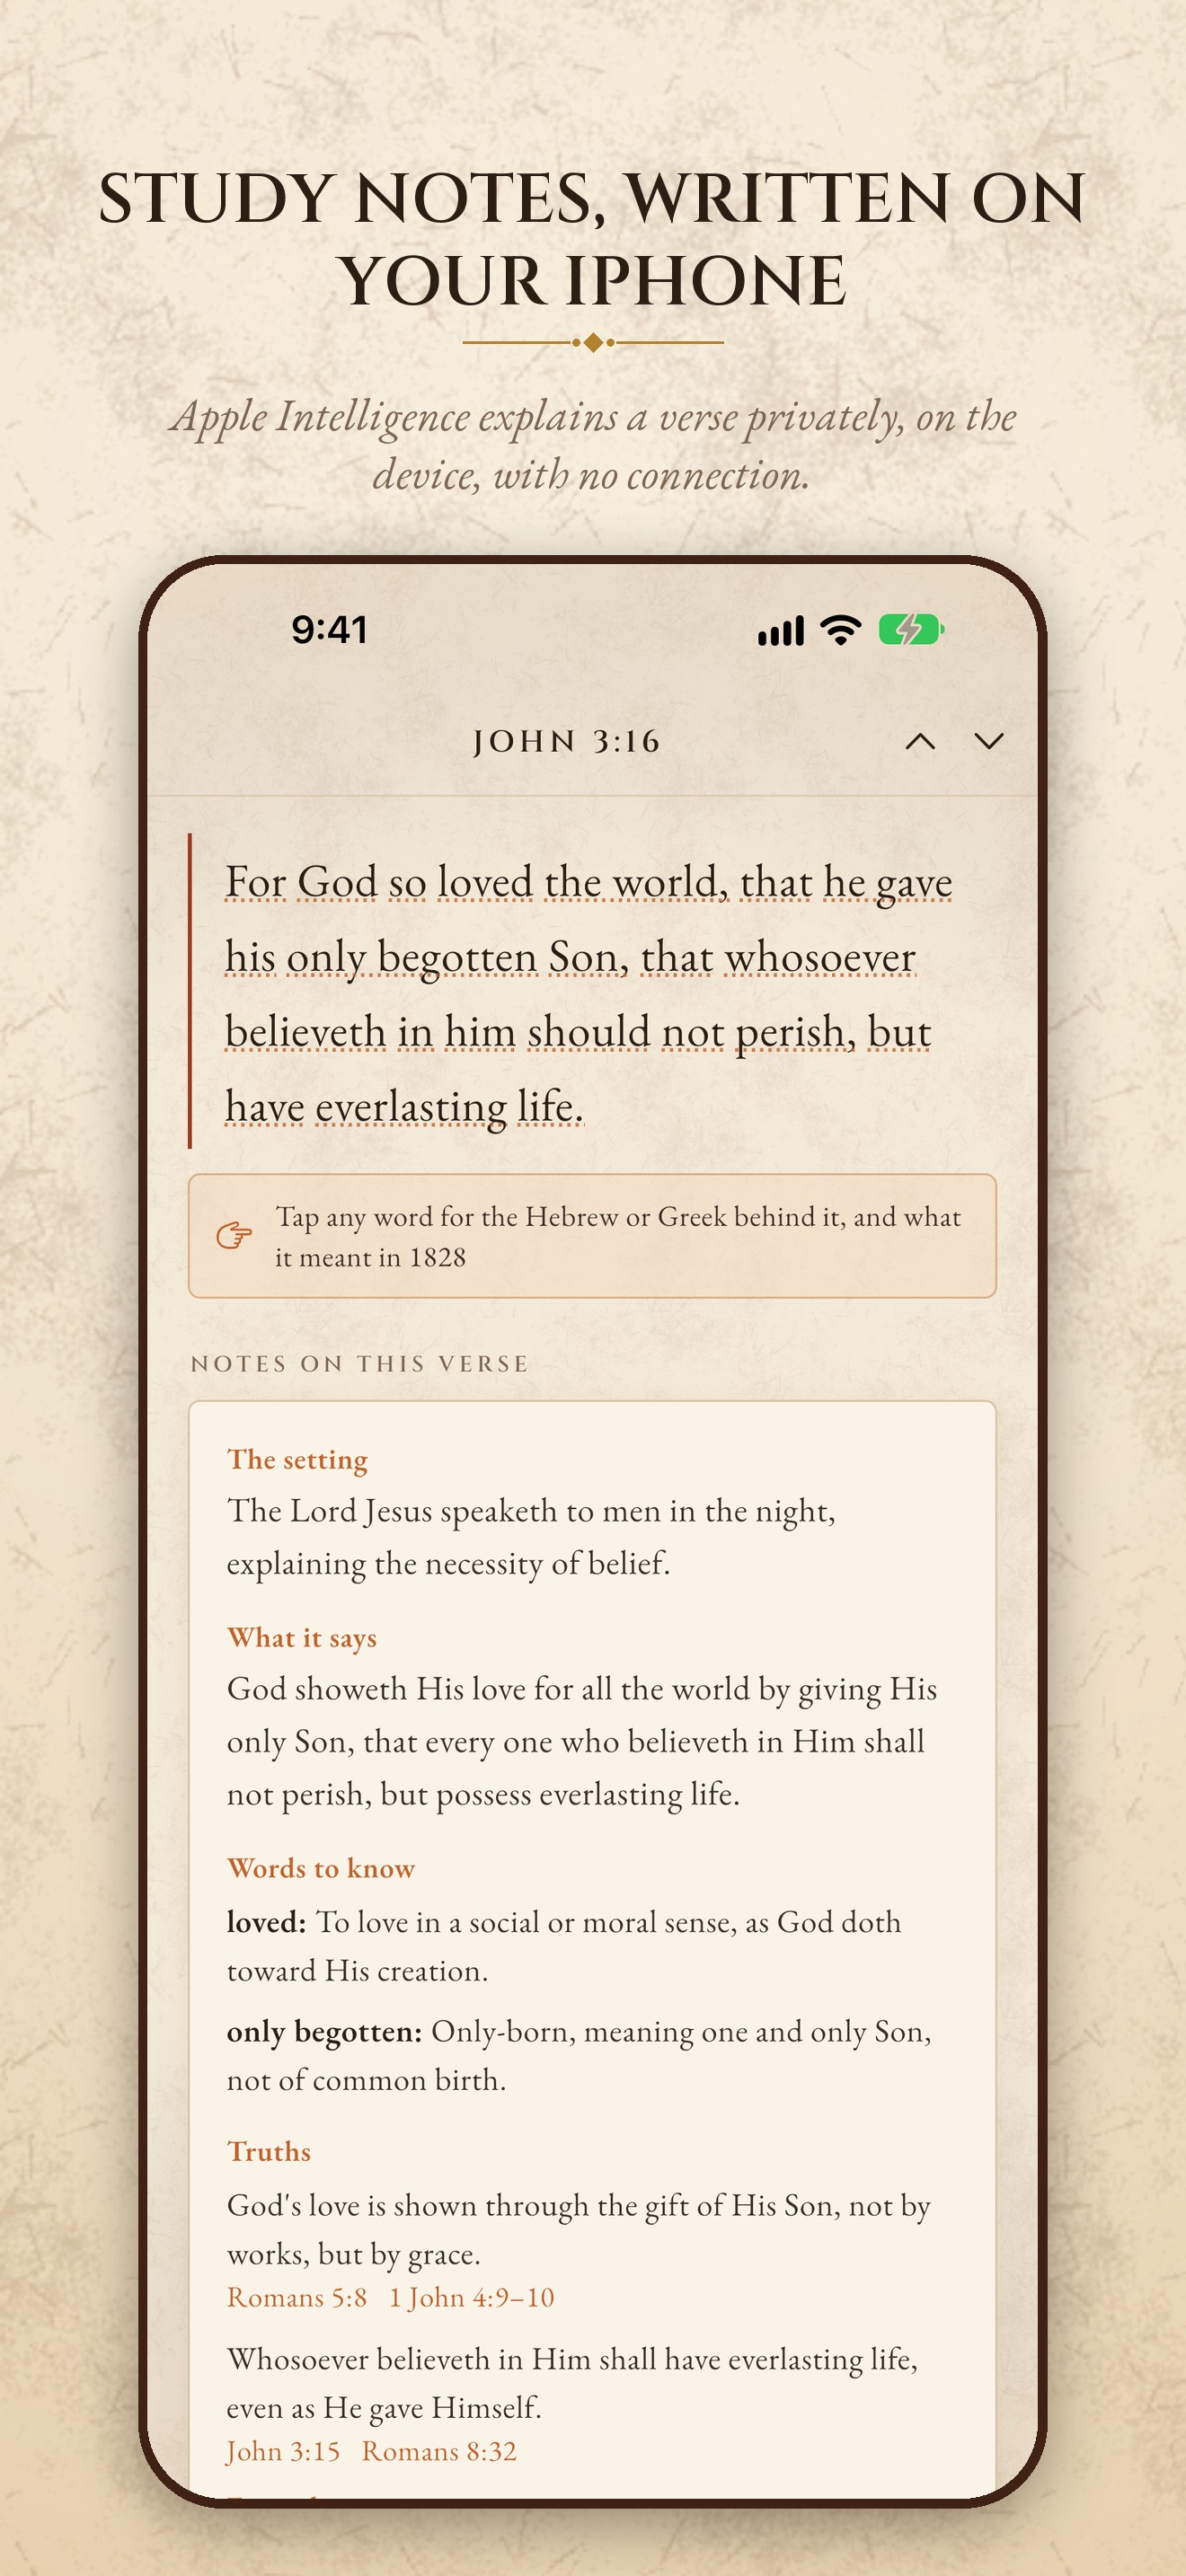 STUDY NOTES, WRITTEN ON
YOUR IPHONE
Apple Intelligence explains a verse privately, on the
device, with no connection.
9:41
JOHN 3:16
For God so loved the world, that he gave
his only begotten Son, that whosoever
believeth in him should not perish, but
have everlasting life.
Tap any word for the Hebrew or Greek behind it, and what
it meant in 1828
NOTES ON THIS VERSE
The setting
The Lord Jesus speaketh to men in the night,
explaining the necessity of belief.
What it says
God showeth His love for all the world by giving His
only Son, that every one who believeth in Him shall
not perish, but possess everlasting life.
Words to know
loved: To love in a social or moral sense, as God doth
toward His creation.
only begotten: Only-born, meaning one and only Son,
not of common birth.
Truths
God's love is shown through the gift of His Son, not by
works, but by grace.
Romans 5:8 1 John 4:9–10
Whosoever believeth in Him shall have everlasting life,
even as He gave Himself.
John 3:15 Romans 8:32